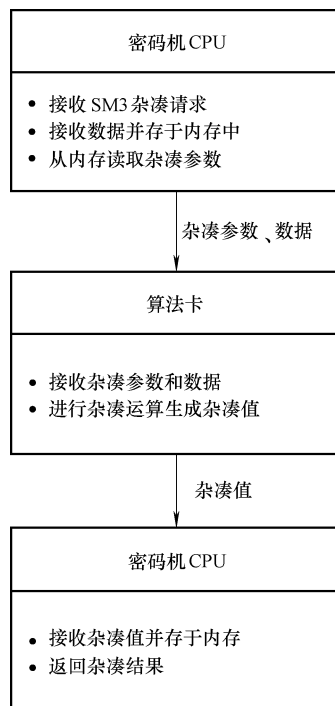 密码机CPU
• 接收SM3杂凑请求
• 接收数据并存于内存中
• 从内存读取杂凑参数
杂凑参数、数据
算法卡
• 接收杂凑参数和数据
• 进行杂凑运算生成杂凑值
杂凑值
密码机CPU
• 接收杂凑值并存于内存
• 返回杂凑结果